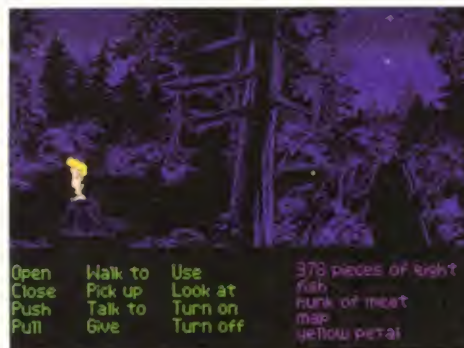 Open Walk to Use
Close Pick up Look at
Push Talk to Turn on
Pull Give Turn off
378 pieces of eight
fish
hunk of meat
map
yellow petal